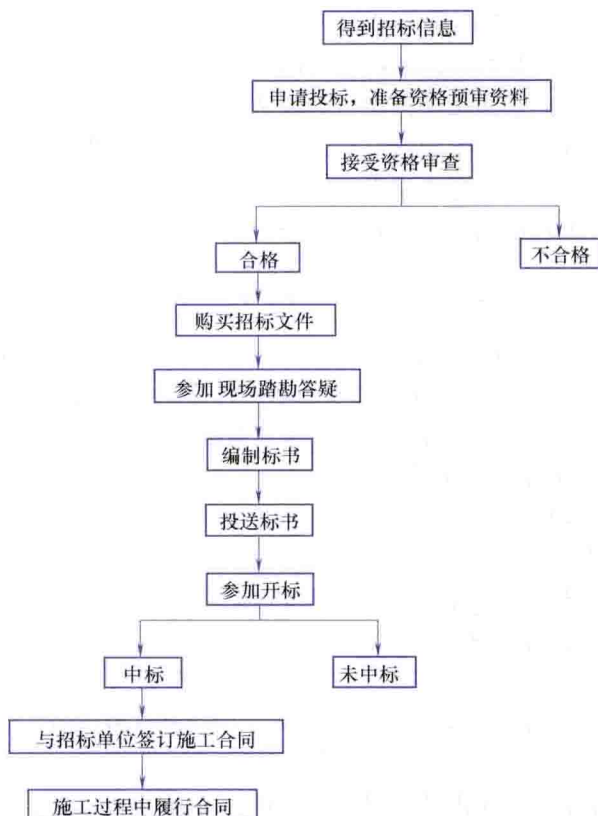 得到招标信息
申请投标，准备资格预审资料
接受资格审查
合格
不合格
购买招标文件
参加现场踏勘答疑
编制标书
投送标书
参加开标
中标
未中标
与招标单位签订施工合同
施工过程中履行合同